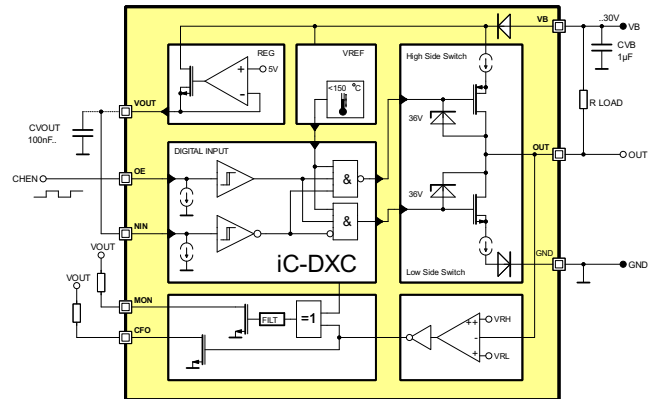 ..30V
VB
VB
CVB
1µF
R LOAD
REG
5V
+
-
VREF
<150 °C
High Side Switch
36V
VOUT
CVOUT
100nF..
DIGITAL INPUT
OE
CHEN
&
&
OUT
OUT
36V
NIN
iC-DXC
Low Side Switch
GND
GND
VOUT
VOUT
MON
CFO
FILT
=1
++
-
+
VRH
VRL